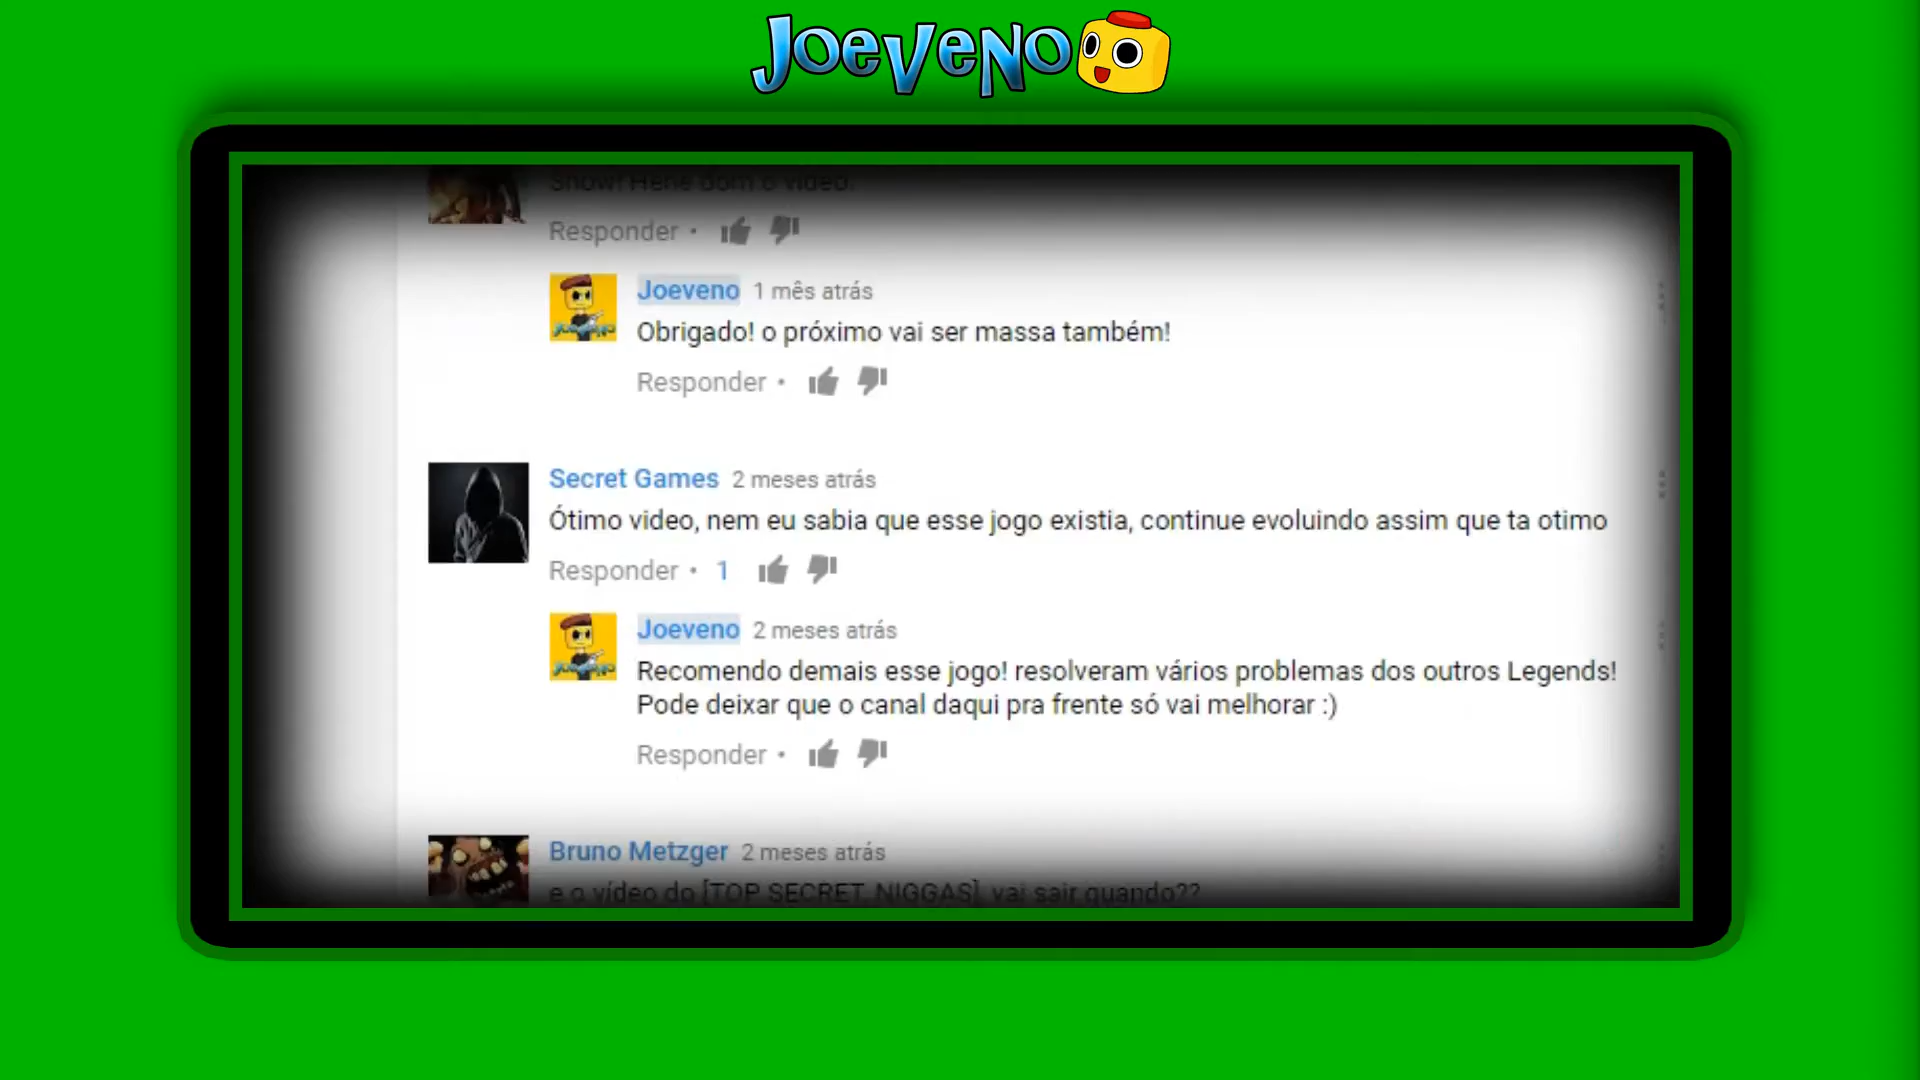 JOEVENO
Show! Hehe bom o vídeo.
Responder •
Joeveno 1 mês atrás
Obrigado! o próximo vai ser massa também!
Responder •
Secret Games 2 meses atrás
Ótimo video, nem eu sabia que esse jogo existia, continue evoluindo assim que ta otimo
Responder • 1
Joeveno 2 meses atrás
Recomendo demais esse jogo! resolveram vários problemas dos outros Legends!
Pode deixar que o canal daqui pra frente só vai melhorar :)
Responder •
Bruno Metzger 2 meses atrás
e o vídeo do [TOP SECRET, NIGGAS], vai sair quando??